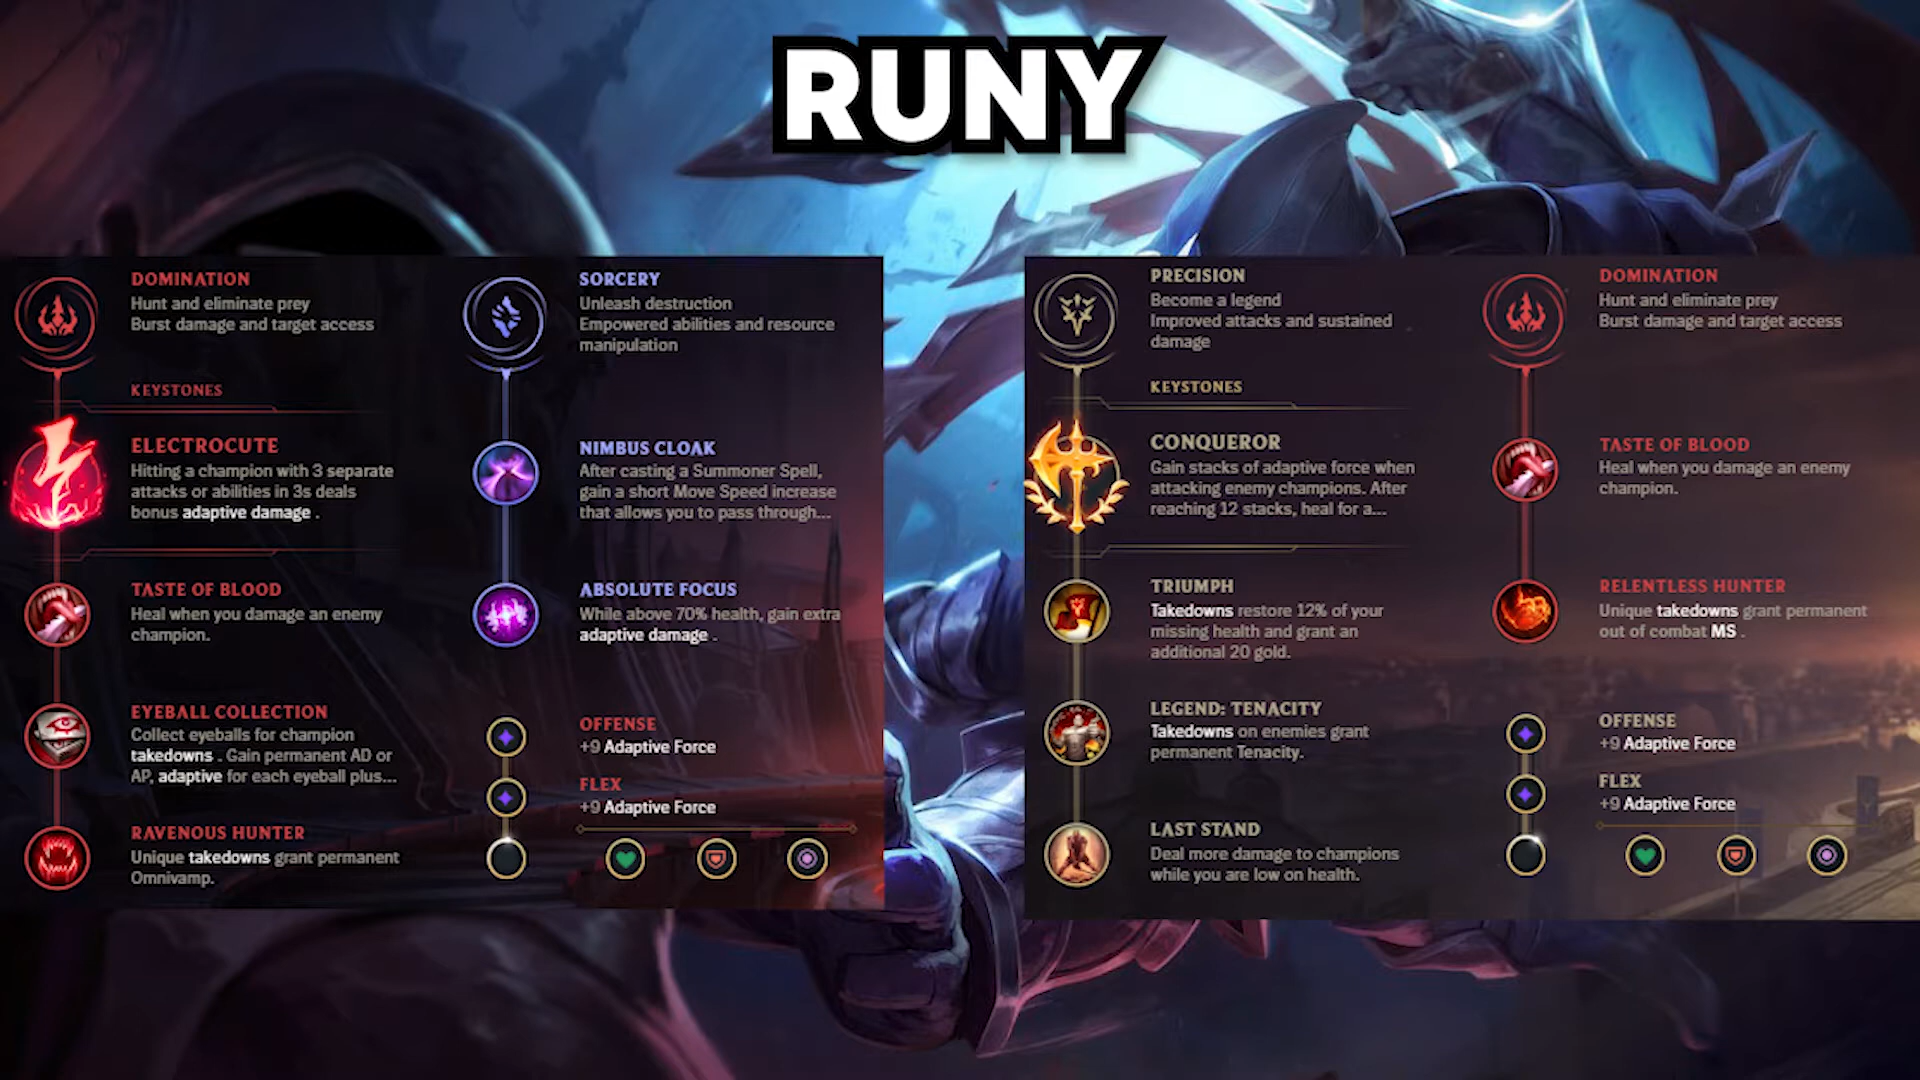 RUNY
DOMINATION
Hunt and eliminate prey
Burst damage and target access
KEYSTONES
ELECTROCUTE
Hitting a champion with 3 separate
attacks or abilities in 3s deals
bonus adaptive damage .
TASTE OF BLOOD
Heal when you damage an enemy
champion.
EYEBALL COLLECTION
Collect eyeballs for champion
takedowns . Gain permanent AD or
AP, adaptive for each eyeball plus...
RAVENOUS HUNTER
Unique takedowns grant permanent
Omnivamp.
SORCERY
Unleash destruction
Empowered abilities and resource
manipulation
NIMBUS CLOAK
After casting a Summoner Spell,
gain a short Move Speed increase
that allows you to pass through...
ABSOLUTE FOCUS
While above 70% health, gain extra
adaptive damage .
OFFENSE
+9 Adaptive Force
FLEX
+9 Adaptive Force
PRECISION
Become a legend
Improved attacks and sustained
damage
KEYSTONES
CONQUEROR
Gain stacks of adaptive force when
attacking enemy champions. After
reaching 12 stacks, heal for a...
TRIUMPH
Takedowns restore 12% of your
missing health and grant an
additional 20 gold.
LEGEND: TENACITY
Takedowns on enemies grant
permanent Tenacity.
LAST STAND
Deal more damage to champions
while you are low on health.
DOMINATION
Hunt and eliminate prey
Burst damage and target access
TASTE OF BLOOD
Heal when you damage an enemy
champion.
RELENTLESS HUNTER
Unique takedowns grant permanent
out of combat MS .
OFFENSE
+9 Adaptive Force
FLEX
+9 Adaptive Force